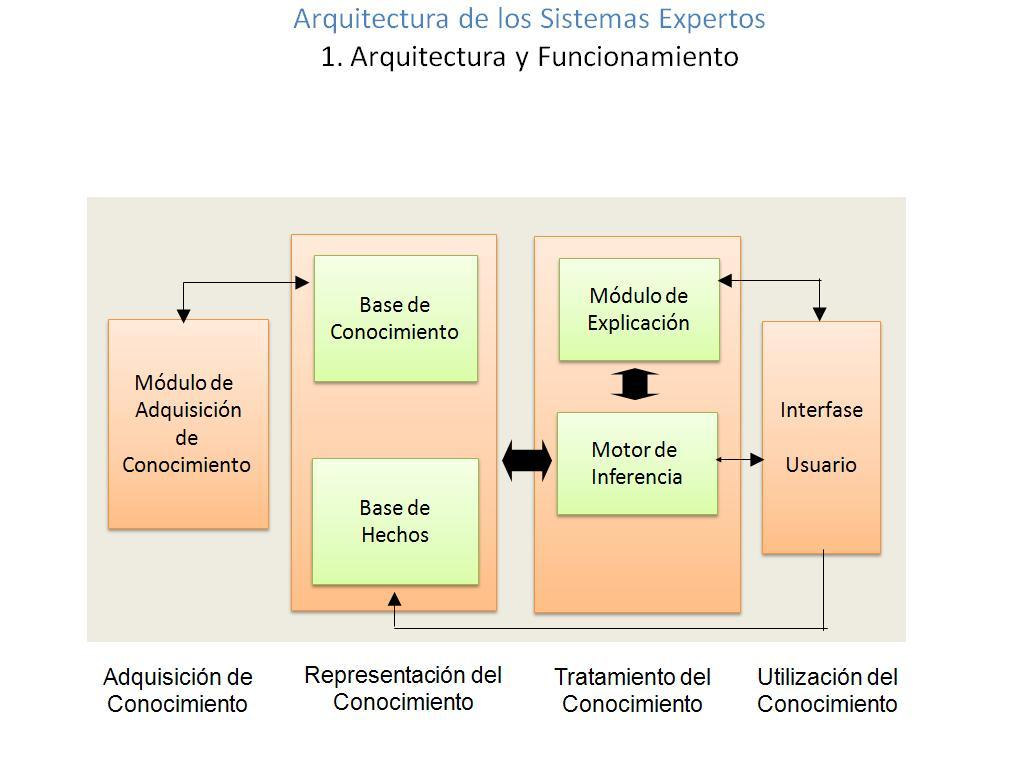 Arquitectura de los Sistemas Expertos
1. Arquitectura y Funcionamiento
Módulo de
Adquisición
de
Conocimiento
Base de
Conocimiento
Base de
Hechos
Módulo de
Explicación
Motor de
Inferencia
Interfase
Usuario
Adquisición de
Conocimiento
Representación del
Conocimiento
Tratamiento del
Conocimiento
Utilización del
Conocimiento